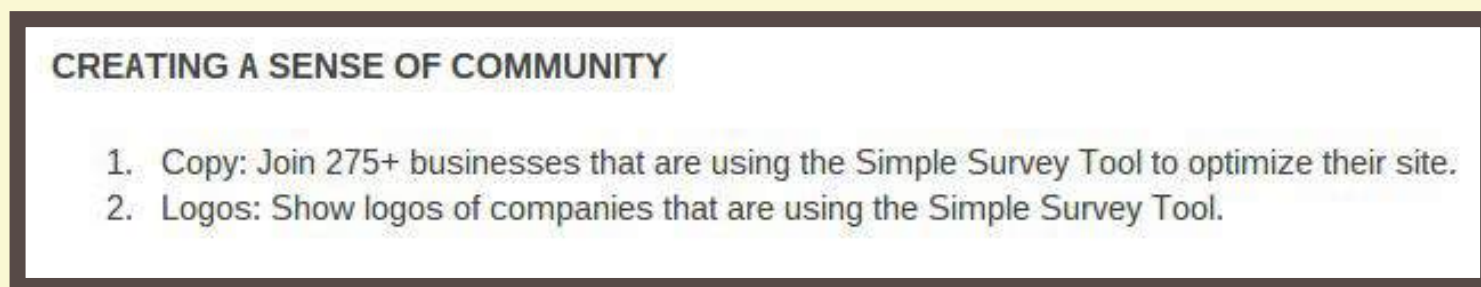 CREATING A SENSE OF COMMUNITY
1. Copy: Join 275+ businesses that are using the Simple Survey Tool to optimize their site.
2. Logos: Show logos of companies that are using the Simple Survey Tool.